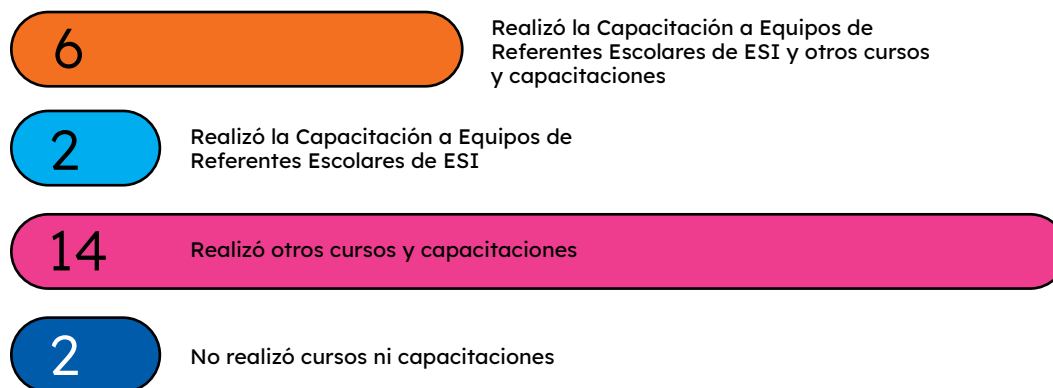 6
Realizó la Capacitación a Equipos de
Referentes Escolares de ESI y otros cursos
y capacitaciones
2
Realizó la Capacitación a Equipos de
Referentes Escolares de ESI
14
Realizó otros cursos y capacitaciones
2
No realizó cursos ni capacitaciones